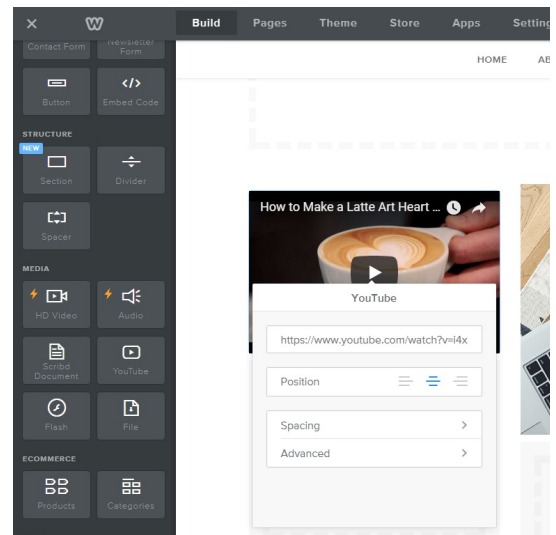 Build Pages Theme Store Apps Setting
HOME AB
Contact Form
Newsletter
Form
Button
Embed Code
STRUCTURE
NEW
Section
Divider
Spacer
MEDIA
HD Video
Audio
Scribd
Document
YouTube
Flash
File
ECOMMERCE
Products
Categories
How to Make a Latte Art Heart ...
YouTube
https://www.youtube.com/watch?v=i4x
Position
Spacing
Advanced